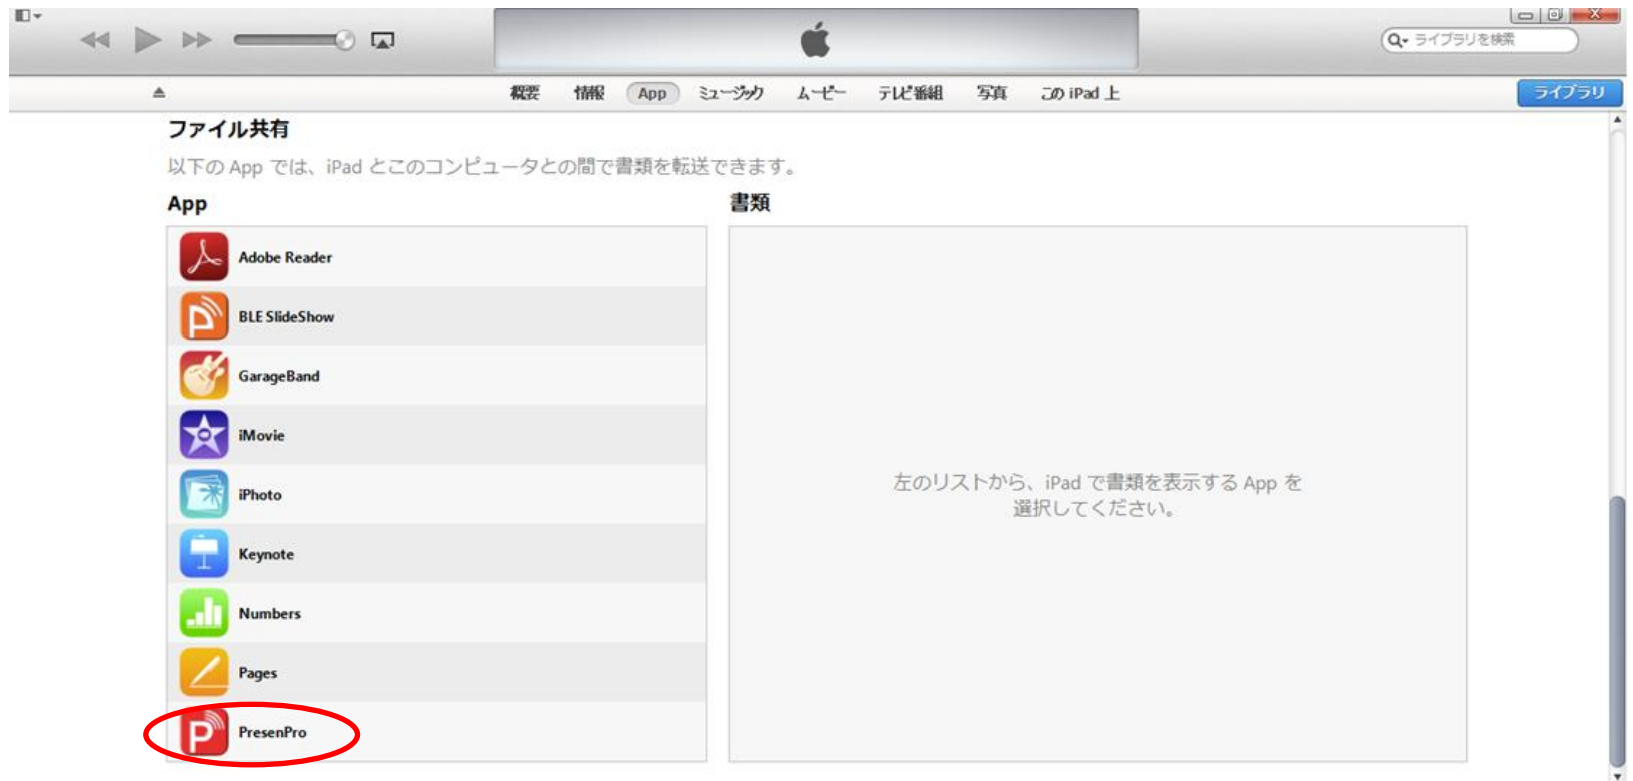 ライブラリを検索
概要 情報 App ミュージック ムービー テレビ番組 写真 この iPad 上 ライブラリ
ファイル共有
以下の App では、iPad とこのコンピュータとの間で書類を転送できます。
App 書類
Adobe Reader
BLE SlideShow
GarageBand
iMovie
iPhoto
Keynote
Numbers
Pages
PresenPro
左のリストから、iPad で書類を表示する App を
選択してください。